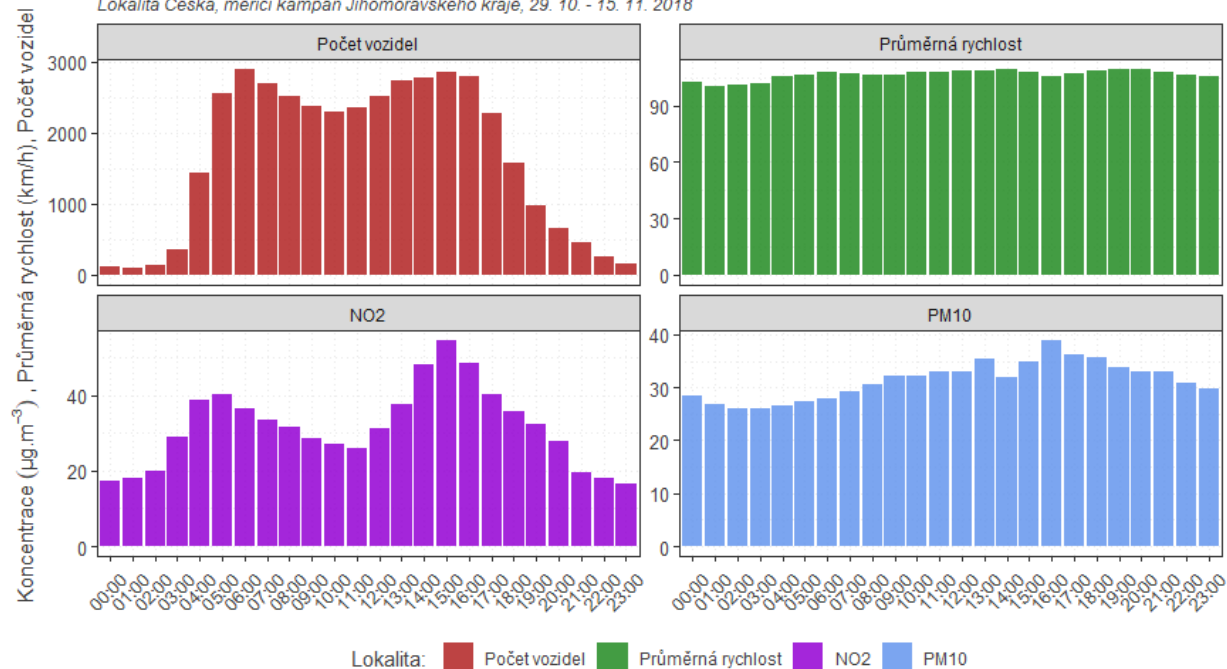 Lokalita Česká, měřicí kampaň Jihomoravského kraje, 29. 10. - 15. 11. 2018
Koncentrace (µg.m⁻³) , Průměrná rychlost (km/h), Počet vozidel
Počet vozidel
3000
2000
1000
0
Průměrná rychlost
90
60
30
0
NO2
40
20
0
PM10
40
30
20
10
0
00:00 01:00 02:00 03:00 04:00 05:00 06:00 07:00 08:00 09:00 10:00 11:00 12:00 13:00 14:00 15:00 16:00 17:00 18:00 19:00 20:00 21:00 22:00 23:00
00:00 01:00 02:00 03:00 04:00 05:00 06:00 07:00 08:00 09:00 10:00 11:00 12:00 13:00 14:00 15:00 16:00 17:00 18:00 19:00 20:00 21:00 22:00 23:00
Lokalita: Počet vozidel Průměrná rychlost NO2 PM10